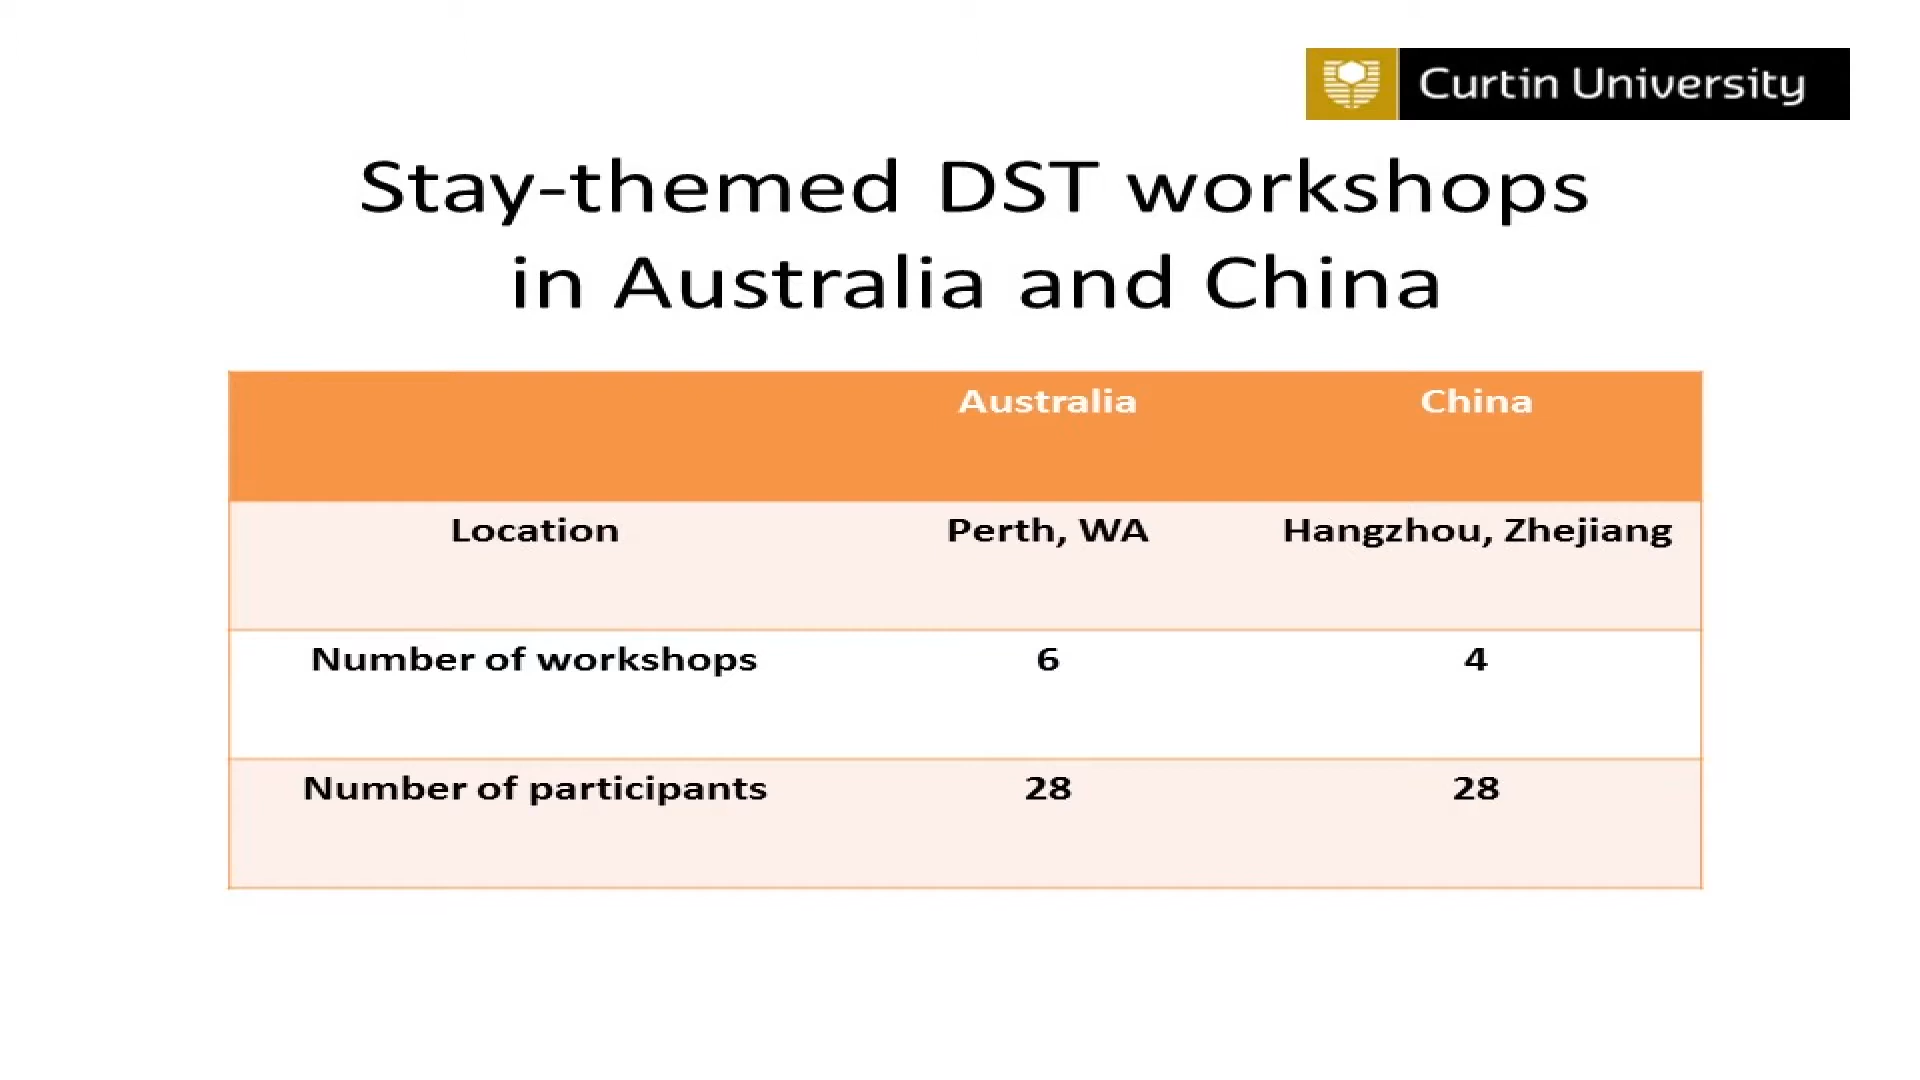 Curtin University
Stay-themed DST workshops
in Australia and China
Australia China
Location Perth, WA Hangzhou, Zhejiang
Number of workshops 6 4
Number of participants 28 28